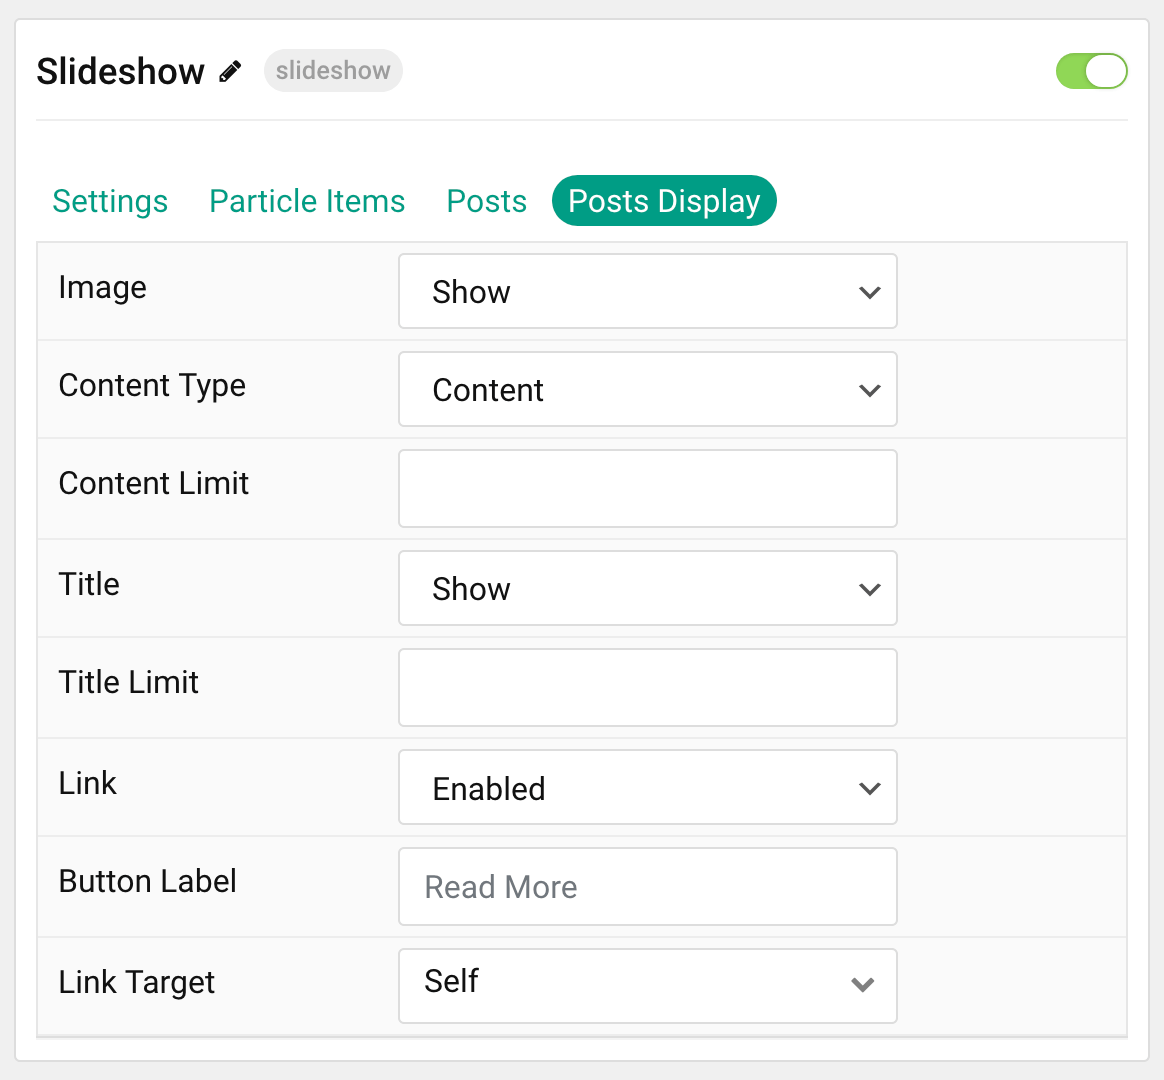 Slideshow slideshow
Settings Particle Items Posts Posts Display
Image Show
Content Type Content
Content Limit
Title Show
Title Limit
Link Enabled
Button Label Read More
Link Target Self